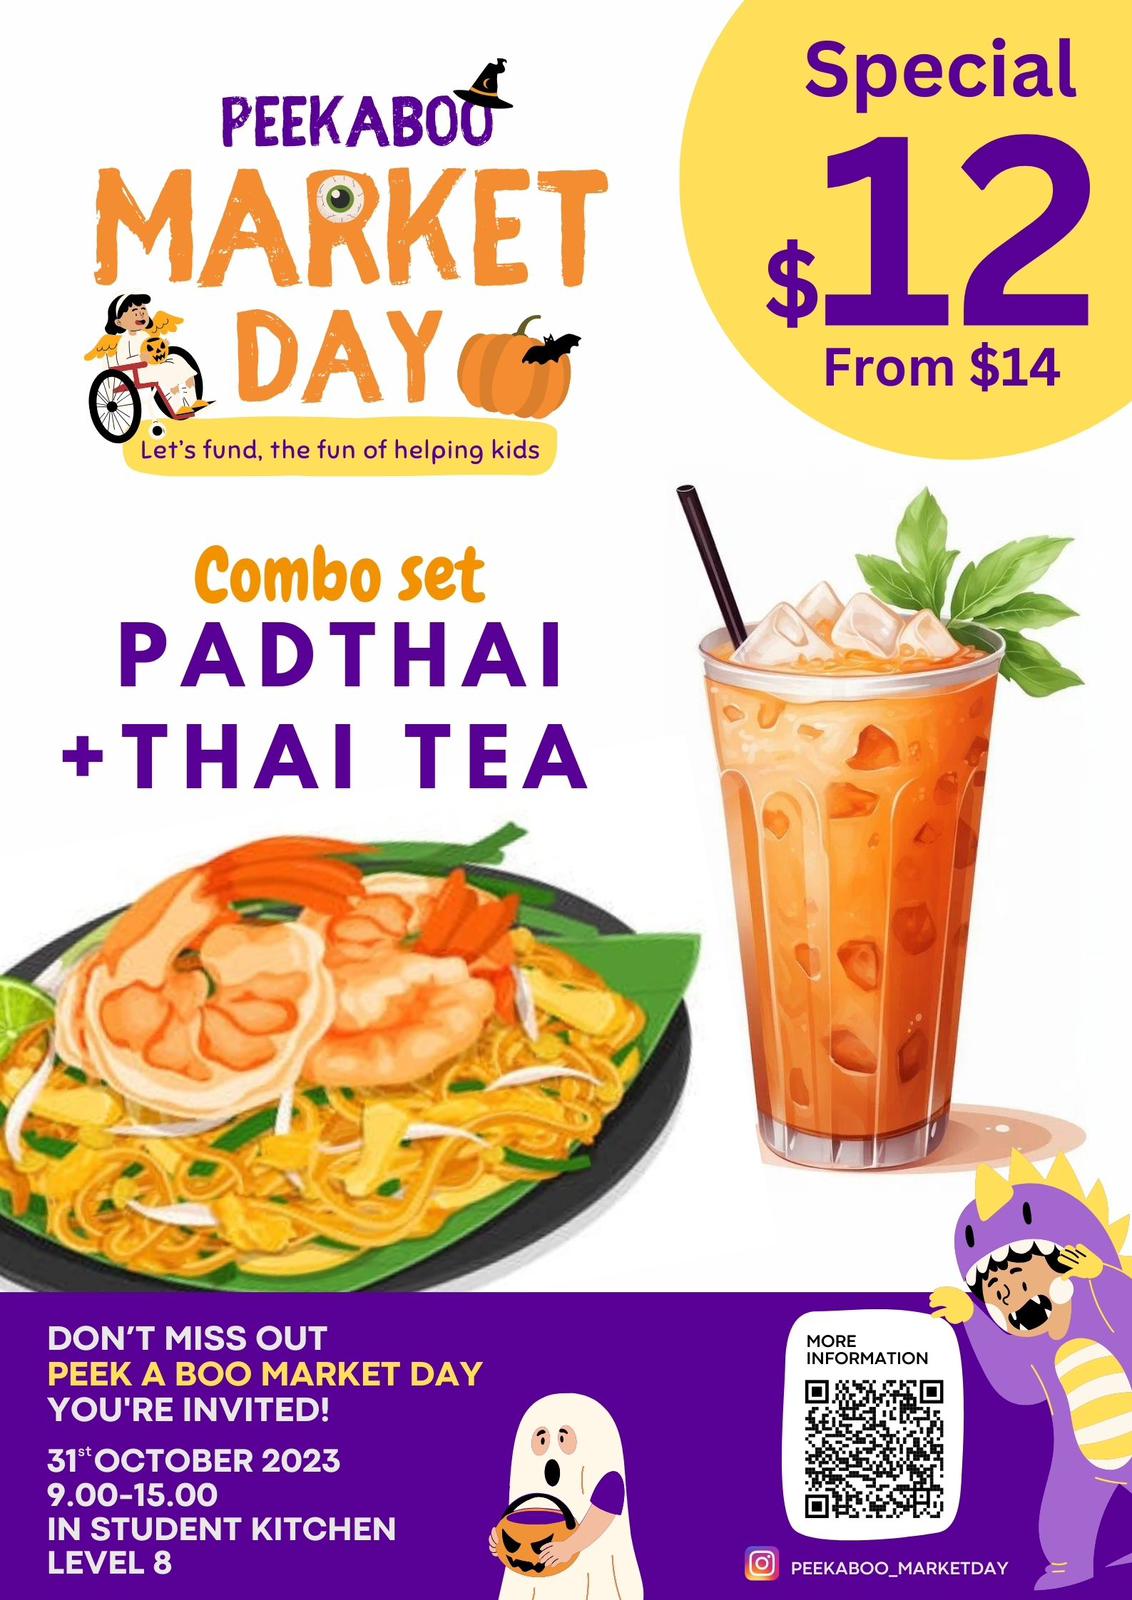 PEEKABOO
MARKET
DAY
Let's fund, the fun of helping kids
Special
$12
From $14
Combo set
PADTHAI
+THAI TEA
DON'T MISS OUT
PEEK A BOO MARKET DAY
YOU'RE INVITED!
31st OCTOBER 2023
9.00-15.00
IN STUDENT KITCHEN
LEVEL 8
MORE
INFORMATION
PEEKABOO_MARKETDAY